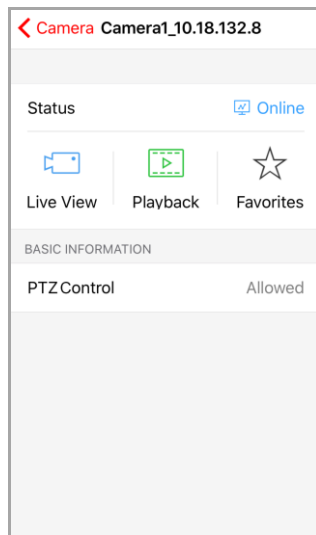 Camera Camera1_10.18.132.8
Status Online
Live View Playback Favorites
BASIC INFORMATION
PTZ Control Allowed